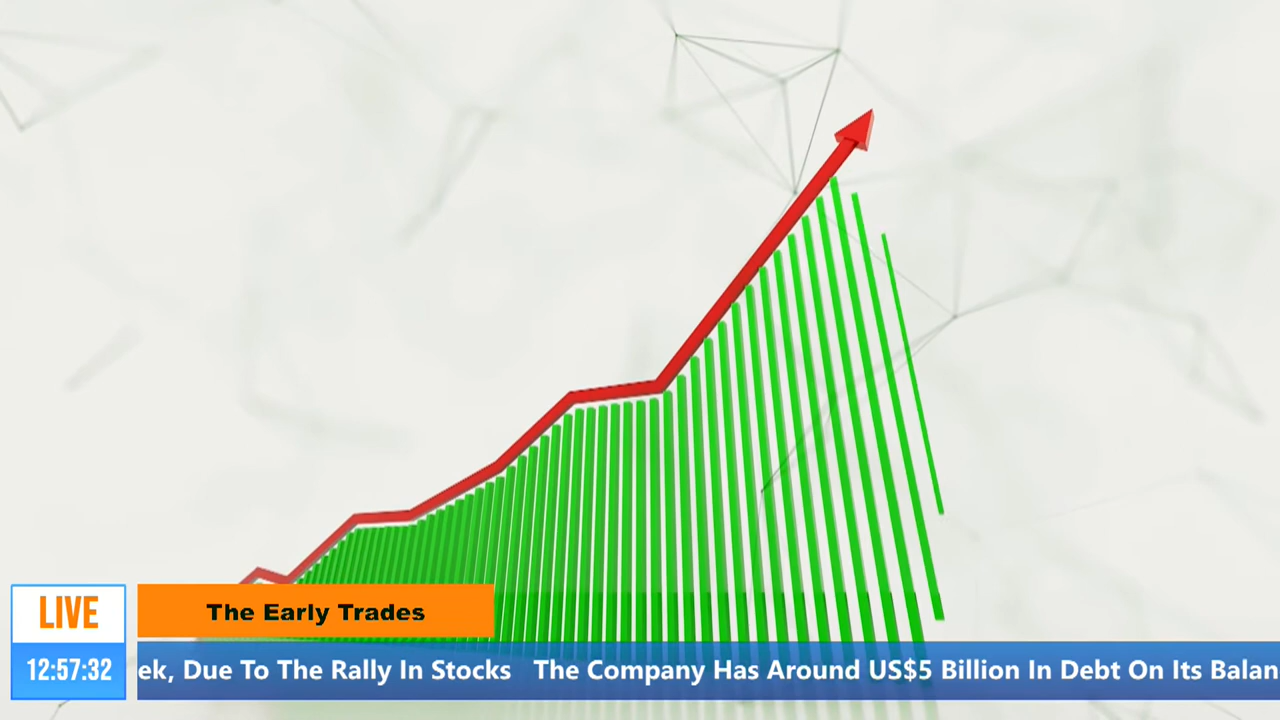 LIVE
The Early Trades
12:57:32
ek, Due To The Rally In Stocks The Company Has Around US$5 Billion In Debt On Its Balan